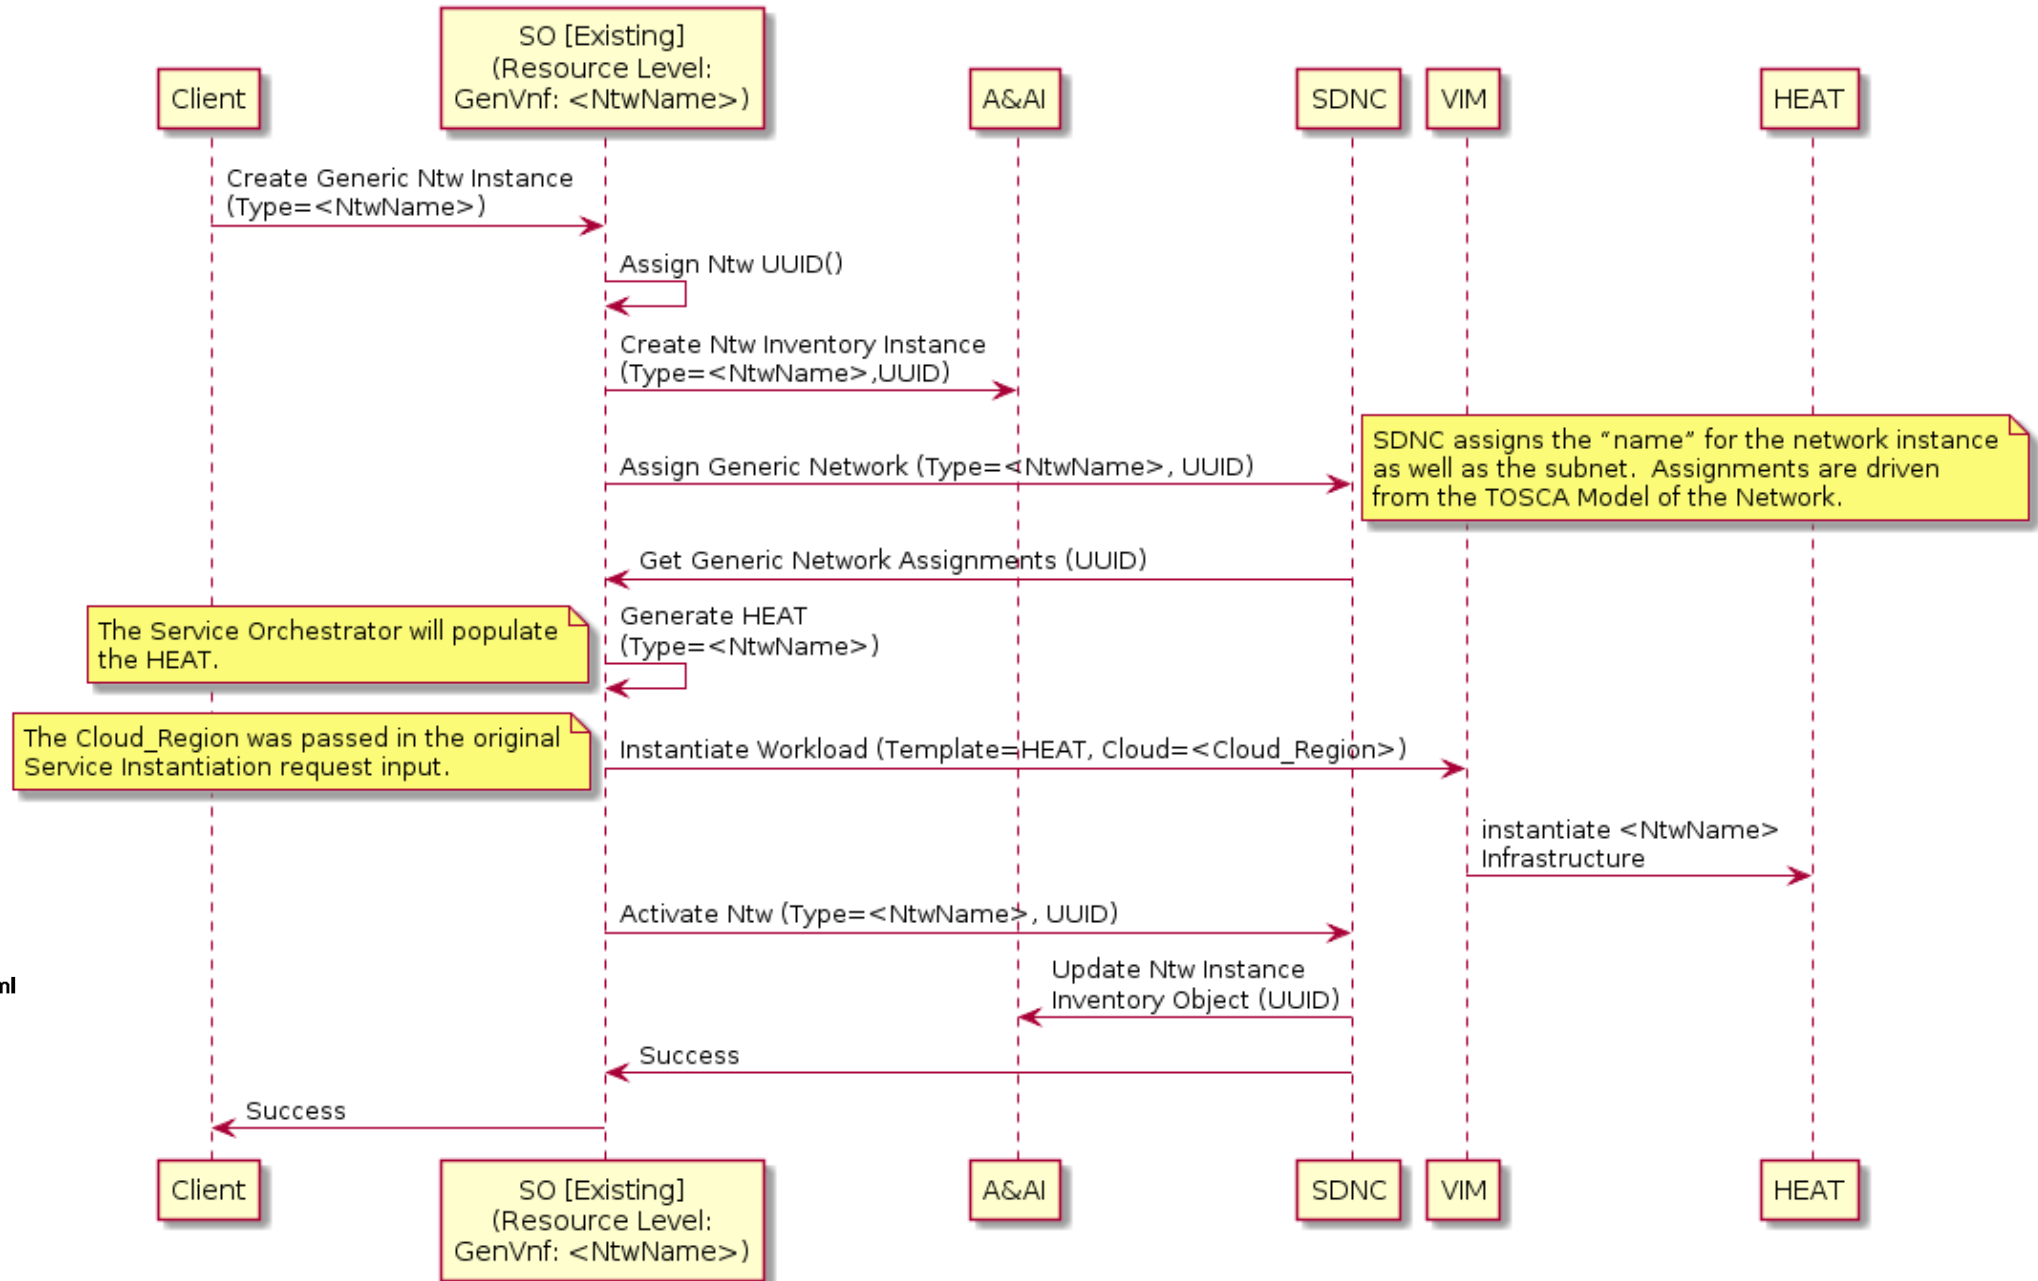 SO [Existing]
(Resource Level:
GenVnf: <NtwName>)
Client
A&AI
SDNC
VIM
HEAT
Create Generic Ntw Instance
(Type=<NtwName>)
Assign Ntw UUID()
Create Ntw Inventory Instance
(Type=<NtwName>,UUID)
Assign Generic Network (Type=<NtwName>, UUID)
SDNC assigns the “name” for the network instance
as well as the subnet.  Assignments are driven
from the TOSCA Model of the Network.
Get Generic Network Assignments (UUID)
The Service Orchestrator will populate
the HEAT.
Generate HEAT
(Type=<NtwName>)
The Cloud_Region was passed in the original
Service Instantiation request input.
Instantiate Workload (Template=HEAT, Cloud=<Cloud_Region>)
instantiate <NtwName>
Infrastructure
Activate Ntw (Type=<NtwName>, UUID)
Update Ntw Instance
Inventory Object (UUID)
ml
Success
Success
Client
SO [Existing]
(Resource Level:
GenVnf: <NtwName>)
A&AI
SDNC
VIM
HEAT